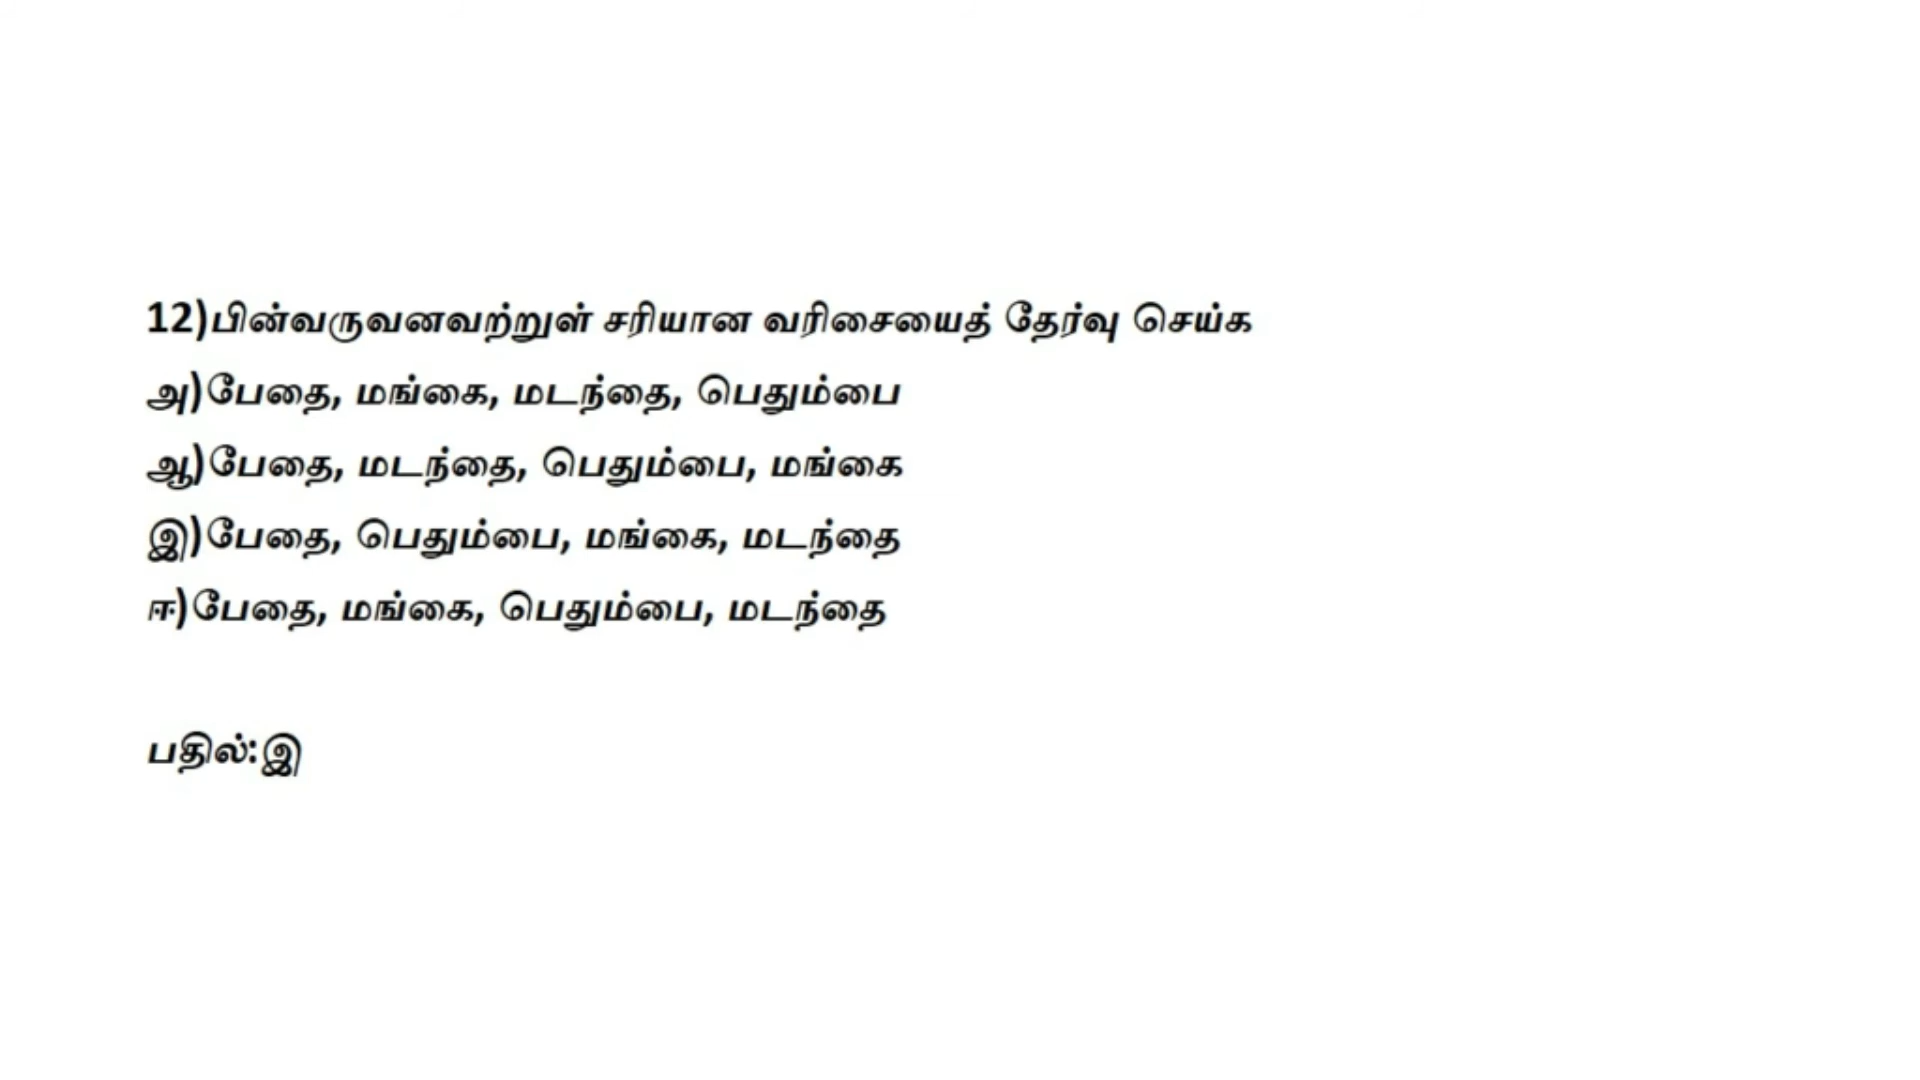 12)பின்வருவனவற்றுள் சரியான வரிசையைத் தேர்வு செய்க
அ)பேதை, மங்கை, மடந்தை, பெதும்பை
ஆ)பேதை, மடந்தை, பெதும்பை, மங்கை
இ)பேதை, பெதும்பை, மங்கை, மடந்தை
ஈ)பேதை, மங்கை, பெதும்பை, மடந்தை
பதில்:இ